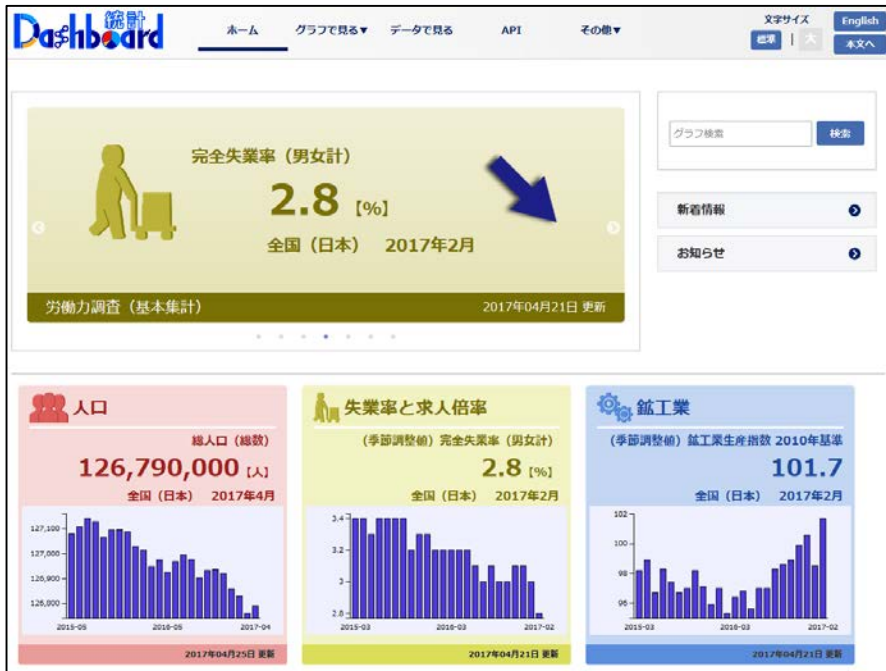 統計
Dashboard
ホーム
グラフで見る▼
データで見る
API
その他▼
文字サイズ
標準 | 大
English
本文へ
完全失業率（男女計）
2.8 【%】
全国（日本） 2017年2月
労働力調査（基本集計）
2017年04月21日 更新
グラフ検索
検索
新着情報
お知らせ
人口
総人口（総数）
126,790,000【人】
全国（日本） 2017年4月
127,100
127,000
126,900
126,000
2015-05
2016-05
2017-04
2017年04月25日 更新
失業率と求人倍率
（季節調整値）完全失業率（男女計）
2.8【%】
全国（日本） 2017年2月
3.4
3.2
3
2.8
2015-03
2016-03
2017-02
2017年04月21日 更新
鉱工業
（季節調整値）鉱工業生産指数 2010年基準
101.7
全国（日本） 2017年2月
102
100
98
96
2015-03
2016-03
2017-02
2017年04月21日 更新